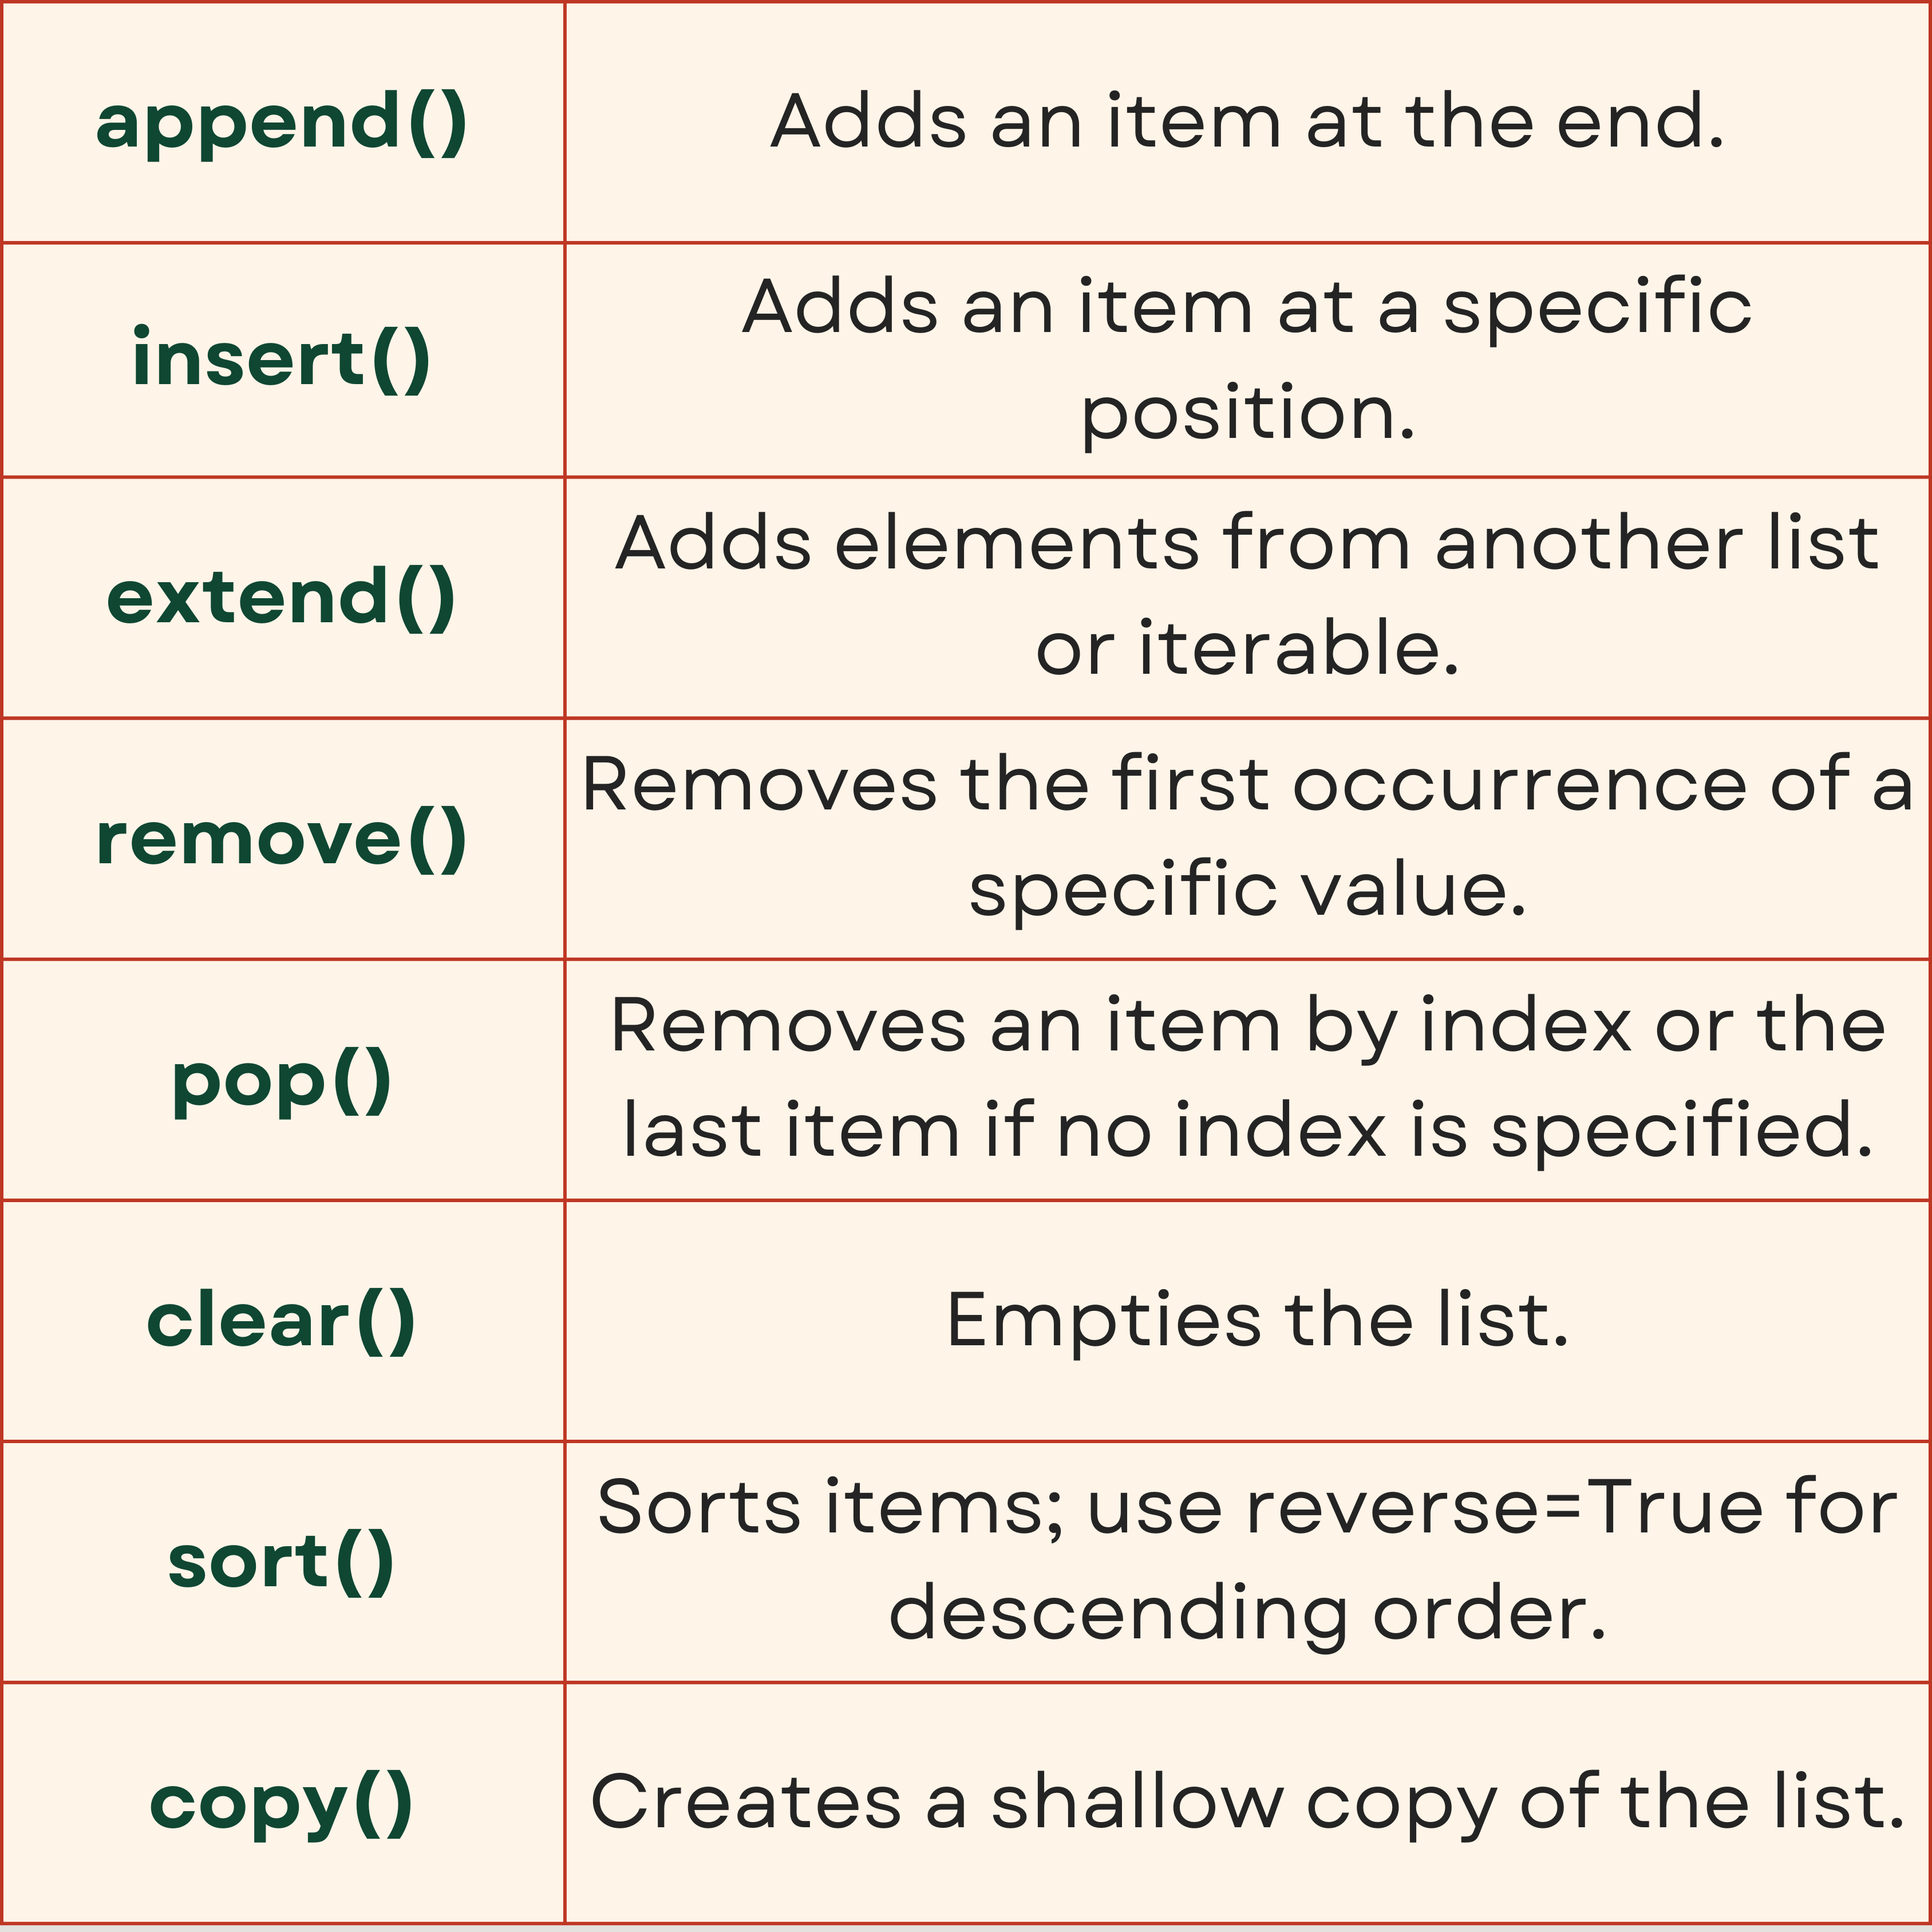 append()
Adds an item at the end.
insert()
Adds an item at a specific
position.
extend()
Adds elements from another list
or iterable.
remove()
Removes the first occurrence of a
specific value.
pop()
Removes an item by index or the
last item if no index is specified.
clear()
Empties the list.
sort()
Sorts items; use reverse=True for
descending order.
copy()
Creates a shallow copy of the list.